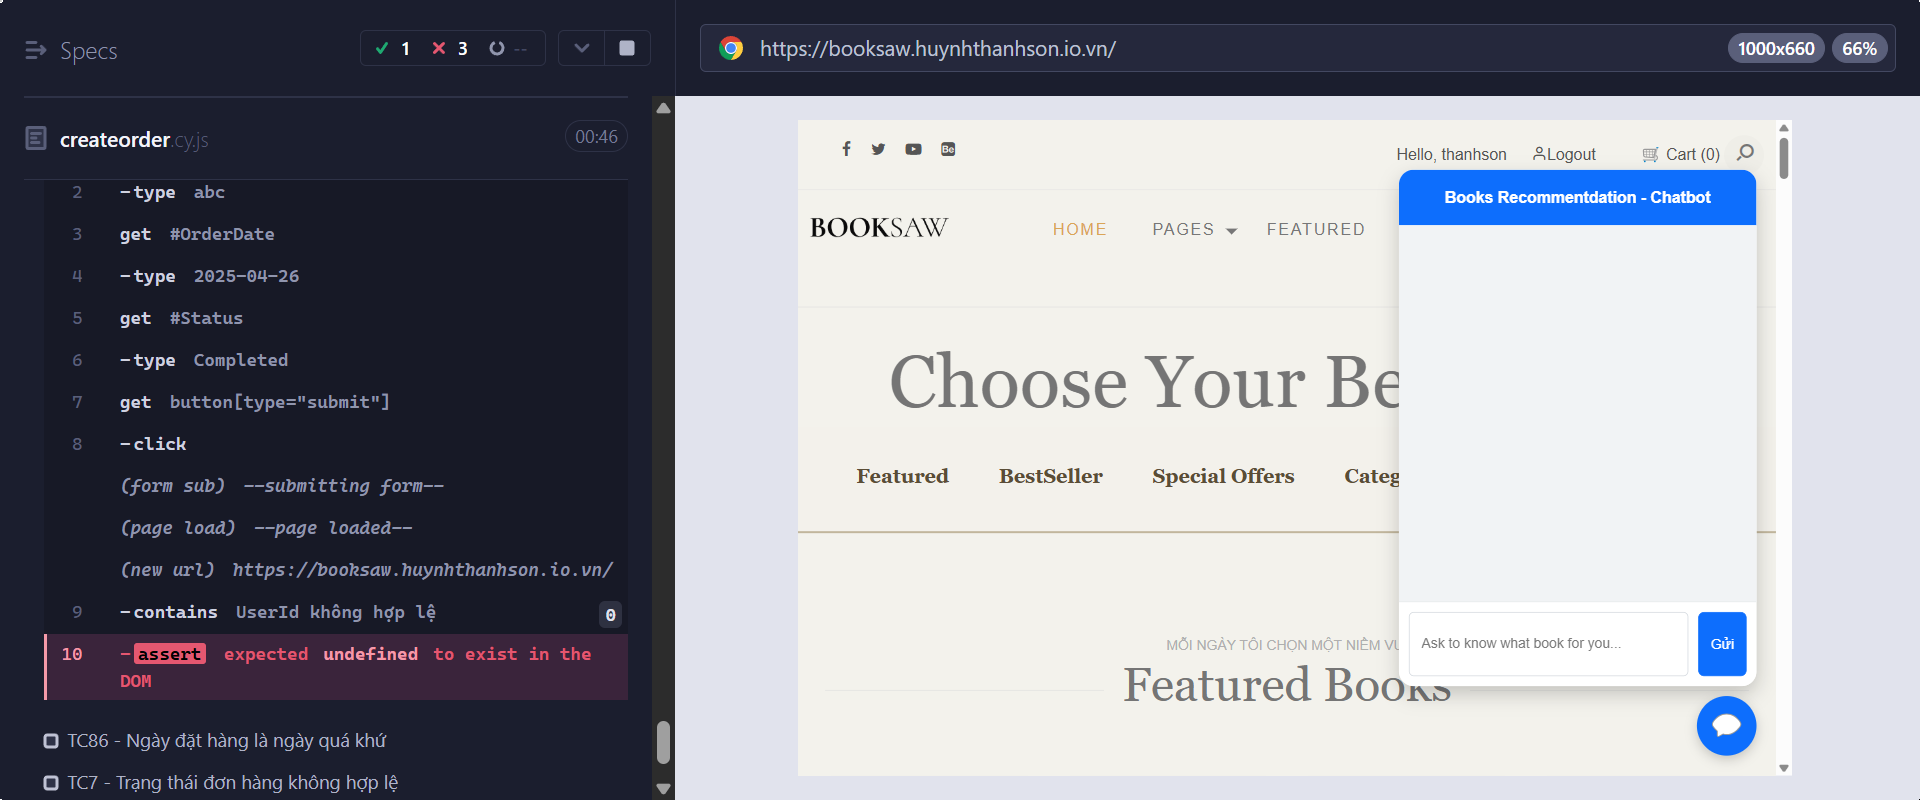 Specs
1
3
--
createorder.cy.js
00:46
2 -type abc
3 get #OrderDate
4 -type 2025-04-26
5 get #Status
6 -type Completed
7 get button[type="submit"]
8 -click
(form sub) --submitting form--
(page load) --page loaded--
(new url) https://booksaw.huynhthanhson.io.vn/
9 -contains UserId không hợp lệ 0
10 -assert expected undefined to exist in the
DOM
TC86 - Ngày đặt hàng là ngày quá khứ
TC7 - Trạng thái đơn hàng không hợp lệ
https://booksaw.huynhthanhson.io.vn/
1000x660
66%
Be
Hello, thanhson
Logout
Cart (0)
BOOKSAW
HOME
PAGES
FEATURED
Choose Your Be
Featured
BestSeller
Special Offers
Categ
MỖI NGÀY TÔI CHỌN MỘT NIỀM VU
Featured Books
Books Recommentdation - Chatbot
Ask to know what book for you...
Gửi